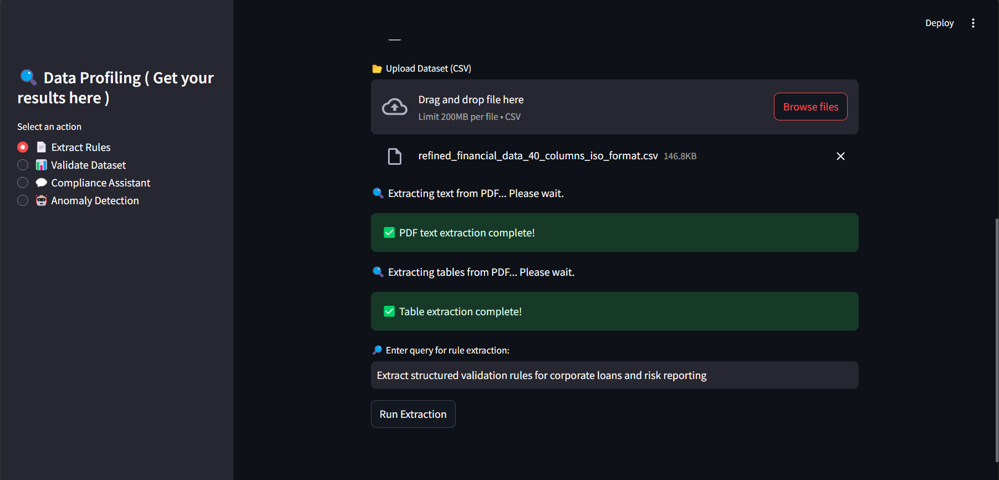 Deploy
Data Profiling ( Get your
results here )
Select an action
Extract Rules
Validate Dataset
Compliance Assistant
Anomaly Detection
Upload Dataset (CSV)
Drag and drop file here
Limit 200MB per file • CSV
Browse files
refined_financial_data_40_columns_iso_format.csv 146.8KB
Extracting text from PDF... Please wait.
PDF text extraction complete!
Extracting tables from PDF... Please wait.
Table extraction complete!
Enter query for rule extraction:
Extract structured validation rules for corporate loans and risk reporting
Run Extraction